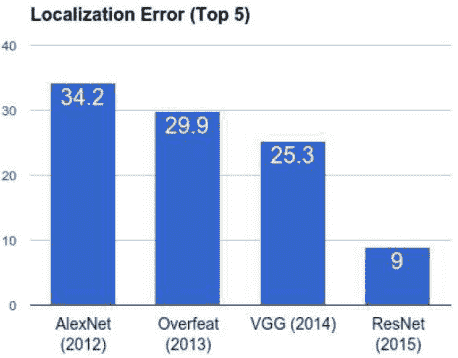 Localization Error (Top 5)
40
30
20
10
0
34.2
29.9
25.3
9
AlexNet
(2012)
Overfeat
(2013)
VGG (2014)
ResNet
(2015)